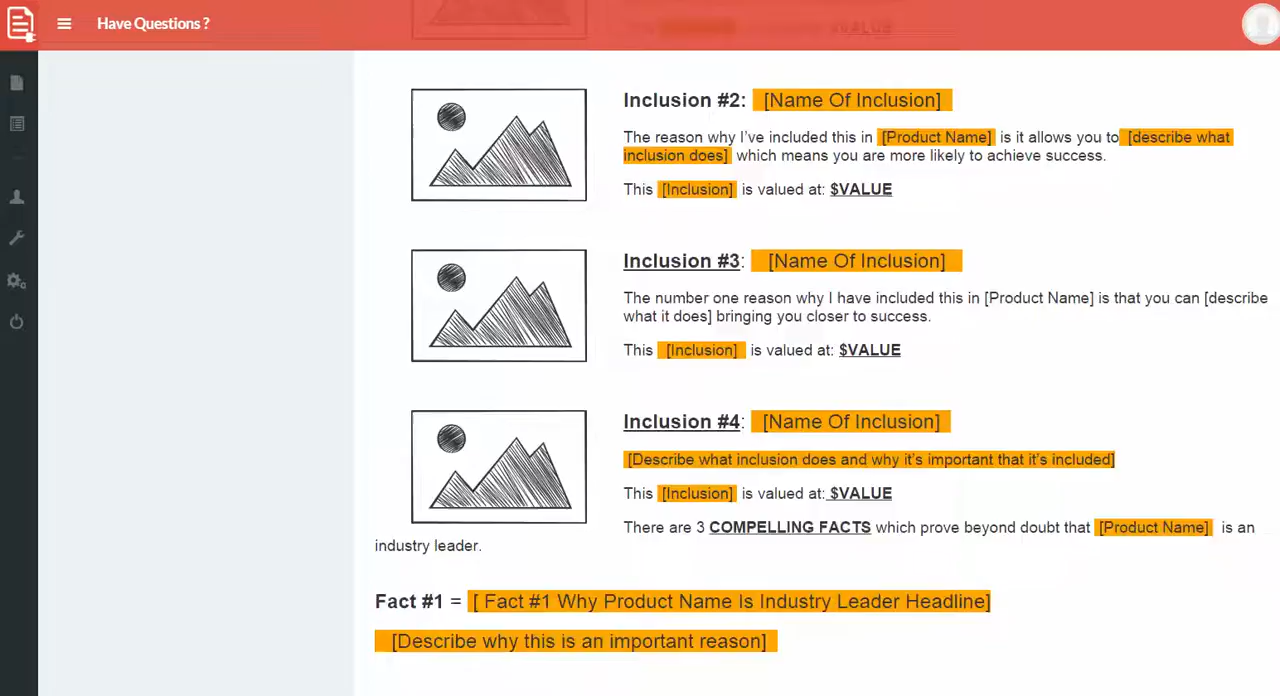 Have Questions ?
$VALUE
Inclusion #2: [Name Of Inclusion]
The reason why I've included this in [Product Name] is it allows you to [describe what
inclusion does] which means you are more likely to achieve success.
This [Inclusion] is valued at: $VALUE
Inclusion #3: [Name Of Inclusion]
The number one reason why I have included this in [Product Name] is that you can [describe
what it does] bringing you closer to success.
This [Inclusion] is valued at: $VALUE
Inclusion #4: [Name Of Inclusion]
[Describe what inclusion does and why it's important that it's included]
This [Inclusion] is valued at: $VALUE
There are 3 COMPELLING FACTS which prove beyond doubt that [Product Name] is an
industry leader.
Fact #1 = [ Fact #1 Why Product Name Is Industry Leader Headline]
[Describe why this is an important reason]